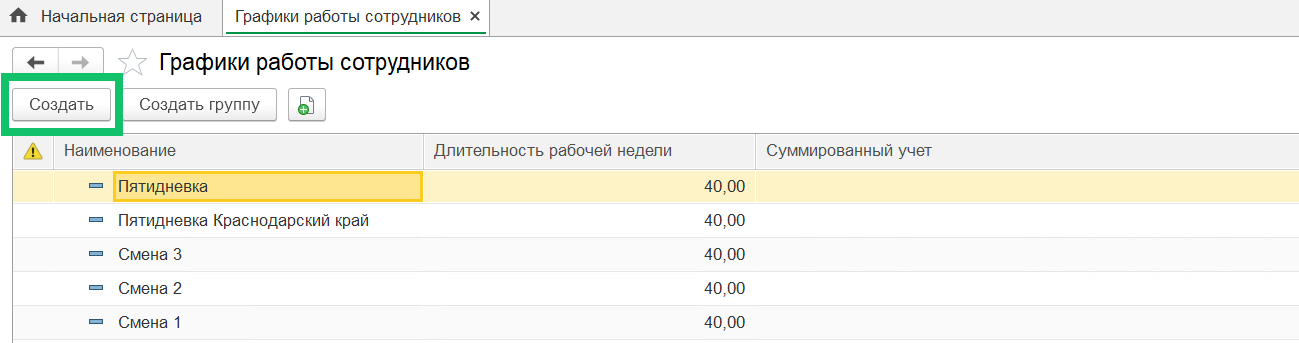 Начальная страница Графики работы сотрудников ×
Графики работы сотрудников
Создать Создать группу
Наименование Длительность рабочей недели Суммированный учет
Пятидневка 40,00
Пятидневка Краснодарский край 40,00
Смена 3 40,00
Смена 2 40,00
Смена 1 40,00